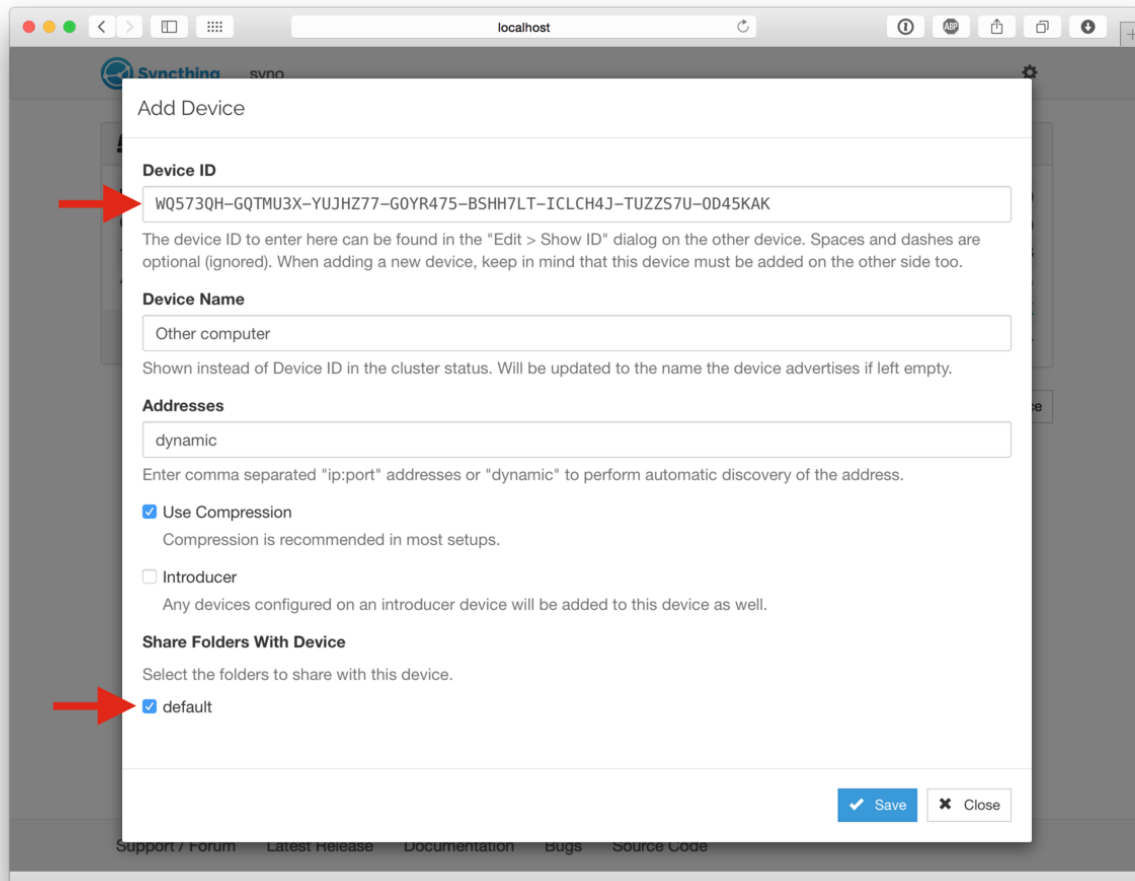 localhost
ABP
Syncthing syno
Add Device
Device ID
WQ573QH-GQTMU3X-YUJHZ77-GOYR475-BSHH7LT-ICLCH4J-TUZZS7U-OD45KAK
The device ID to enter here can be found in the "Edit > Show ID" dialog on the other device. Spaces and dashes are
optional (ignored). When adding a new device, keep in mind that this device must be added on the other side too.
Device Name
Other computer
Shown instead of Device ID in the cluster status. Will be updated to the name the device advertises if left empty.
Addresses
dynamic
Enter comma separated "ip:port" addresses or "dynamic" to perform automatic discovery of the address.
Use Compression
Compression is recommended in most setups.
Introducer
Any devices configured on an introducer device will be added to this device as well.
Share Folders With Device
Select the folders to share with this device.
default
Save Close
Support / Forum Latest Release Documentation Bugs Source Code